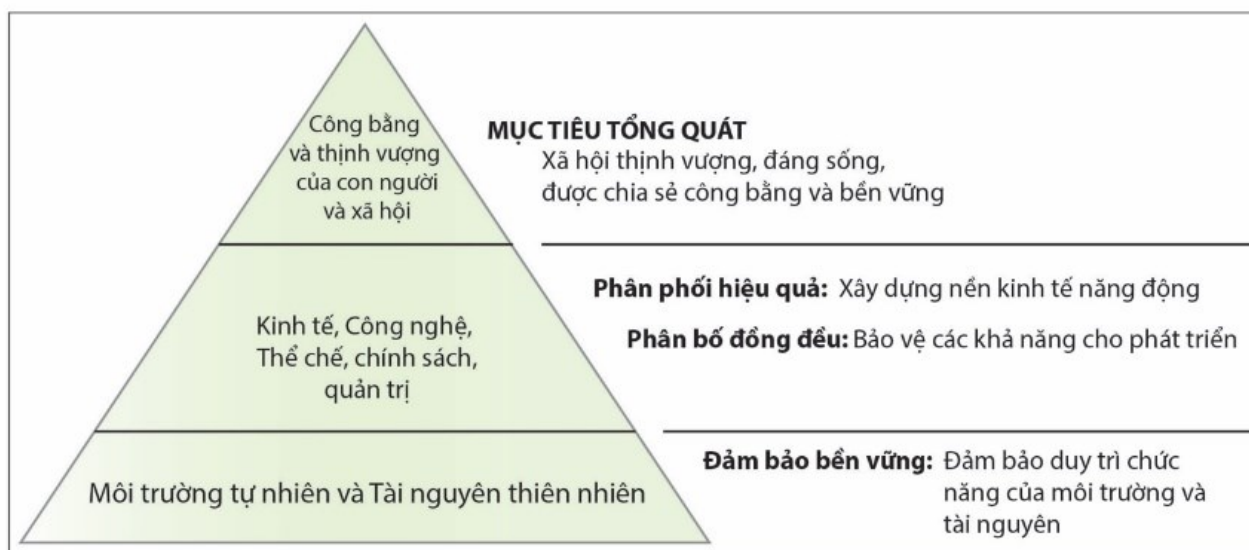 Công bằng
và thịnh vượng
của con người
và xã hội
MỤC TIÊU TỔNG QUÁT
Xã hội thịnh vượng, đáng sống,
được chia sẻ công bằng và bền vững
Kinh tế, Công nghệ,
Thể chế, chính sách,
quản trị
Phân phối hiệu quả: Xây dựng nền kinh tế năng động
Phân bố đồng đều: Bảo vệ các khả năng cho phát triển
Môi trường tự nhiên và Tài nguyên thiên nhiên
Đảm bảo bền vững: Đảm bảo duy trì chức
năng của môi trường và
tài nguyên